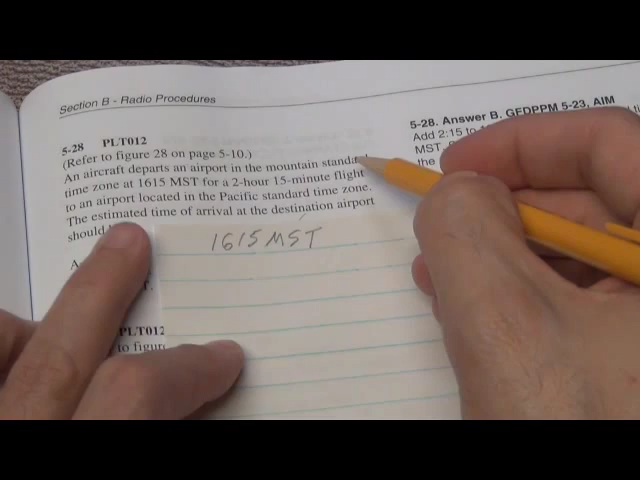 Section B - Radio Procedures
5-28 PLT012
(Refer to figure 28 on page 5-10.)
An aircraft departs an airport in the mountain standard
time zone at 1615 MST for a 2-hour 15-minute flight
to an airport located in the Pacific standard time zone.
The estimated time of arrival at the destination airport
should
1615 MST
PLT012
to figure
5-28. Answer B. GFDPPM 5-23, AIM
Add 2:15 to
MST.
the